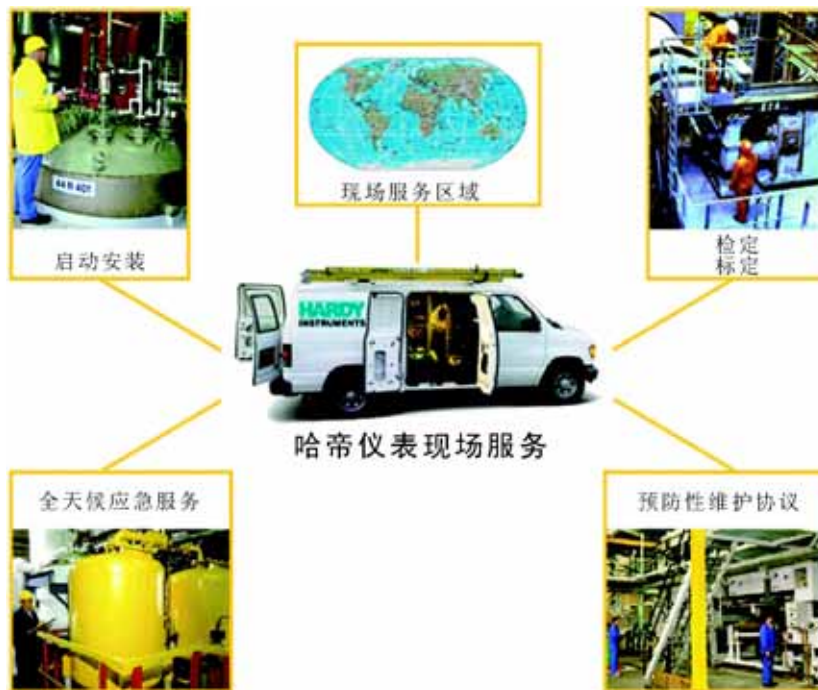 现场服务区域
启动安装
检定
标定
HARDY
INSTRUMENTS
哈帝仪表现场服务
全天候应急服务
预防性维护协议